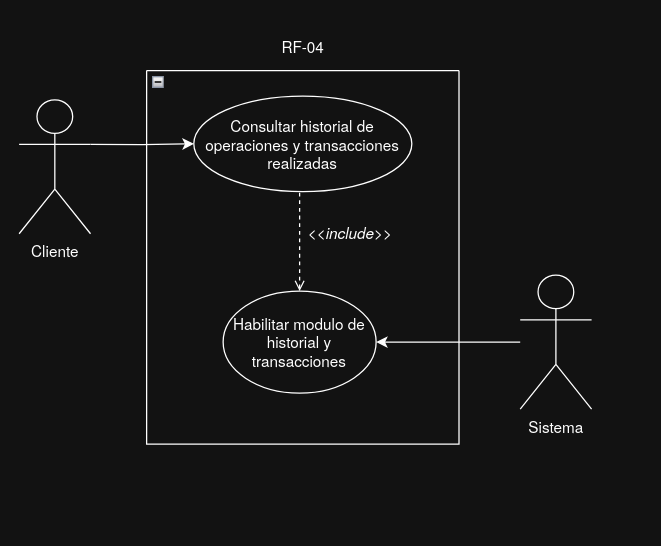 RF-04
Consultar historial de
operaciones y transacciones
realizadas
Cliente
<<include>>
Habilitar modulo de
historial y
transacciones
Sistema